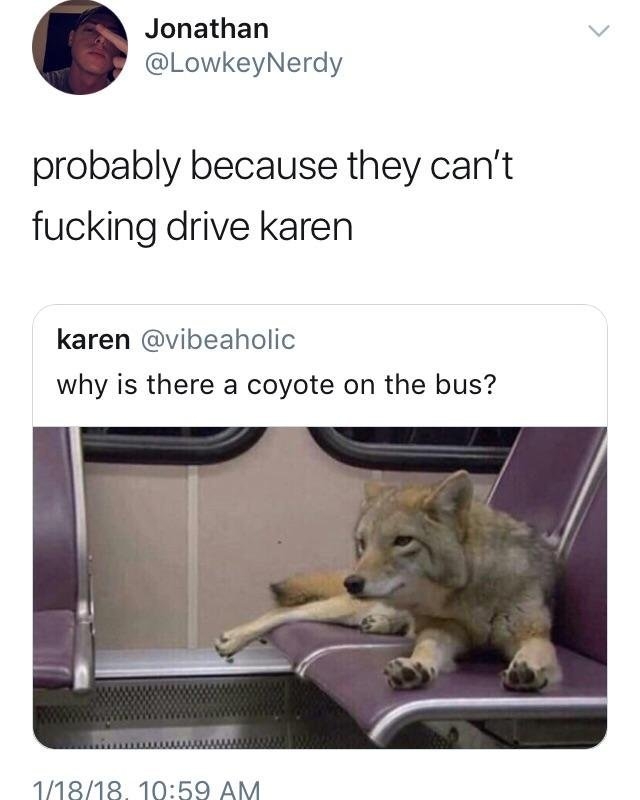 Jonathan
@LowkeyNerdy
probably because they can't
fucking drive karen
karen @vibeaholic
why is there a coyote on the bus?
1/18/18, 10:59 AM